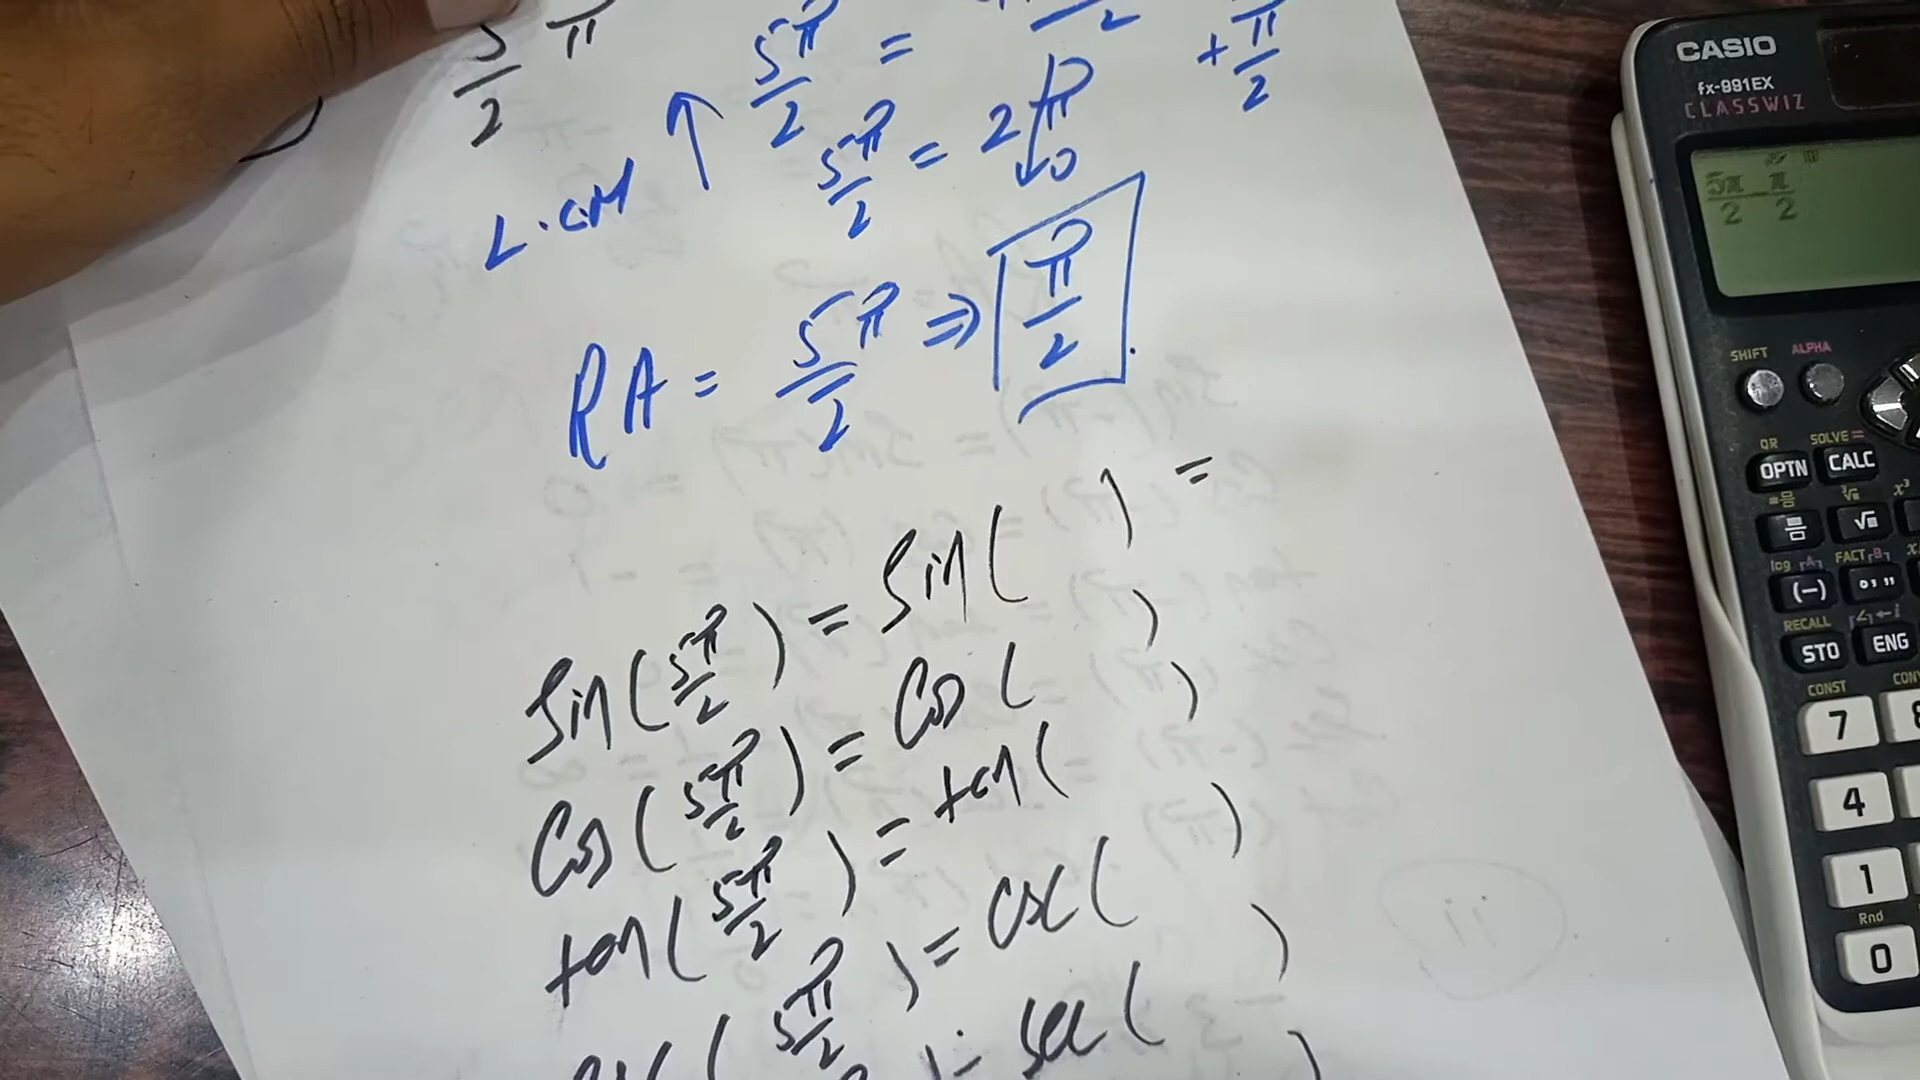 5/2 π
5π/2 =
+ π/2
L.C.M ↑ 5π/2 = 2π ↓0
RA = 5π/2 ⇒ π/2
Sin(5π/2) = Sin( ) =
Cos(5π/2) = Cos( )
tan(5π/2) = tan( )
csc(5π/2) = csc( )
= sec( )
CASIO
fx-991EX
CLASSWIZ
5π/2 - π/2
SHIFT ALPHA
QR SOLVE =
OPTN CALC
√
log FACT
(−) °’”
RECALL
STO ENG
CONST
7
4
1
Rnd
0